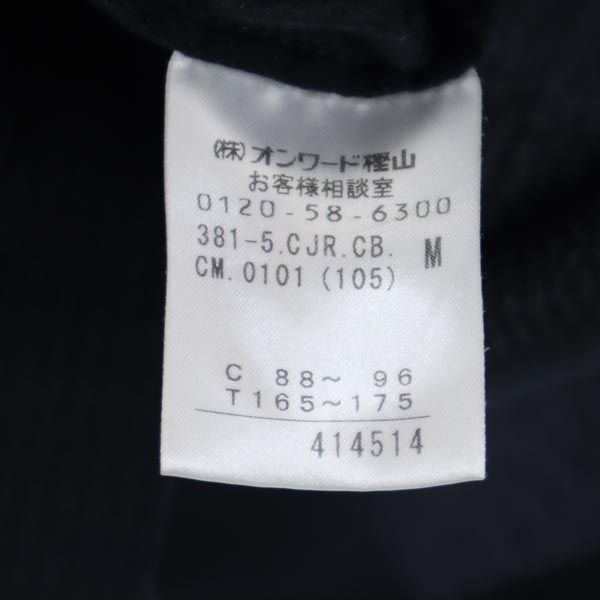 (株)オンワード樫山
お客様相談室
0120-58-6300
381-5.CJR.CB. M
CM.0101 (105)
C 88～ 96
T 165～175
414514